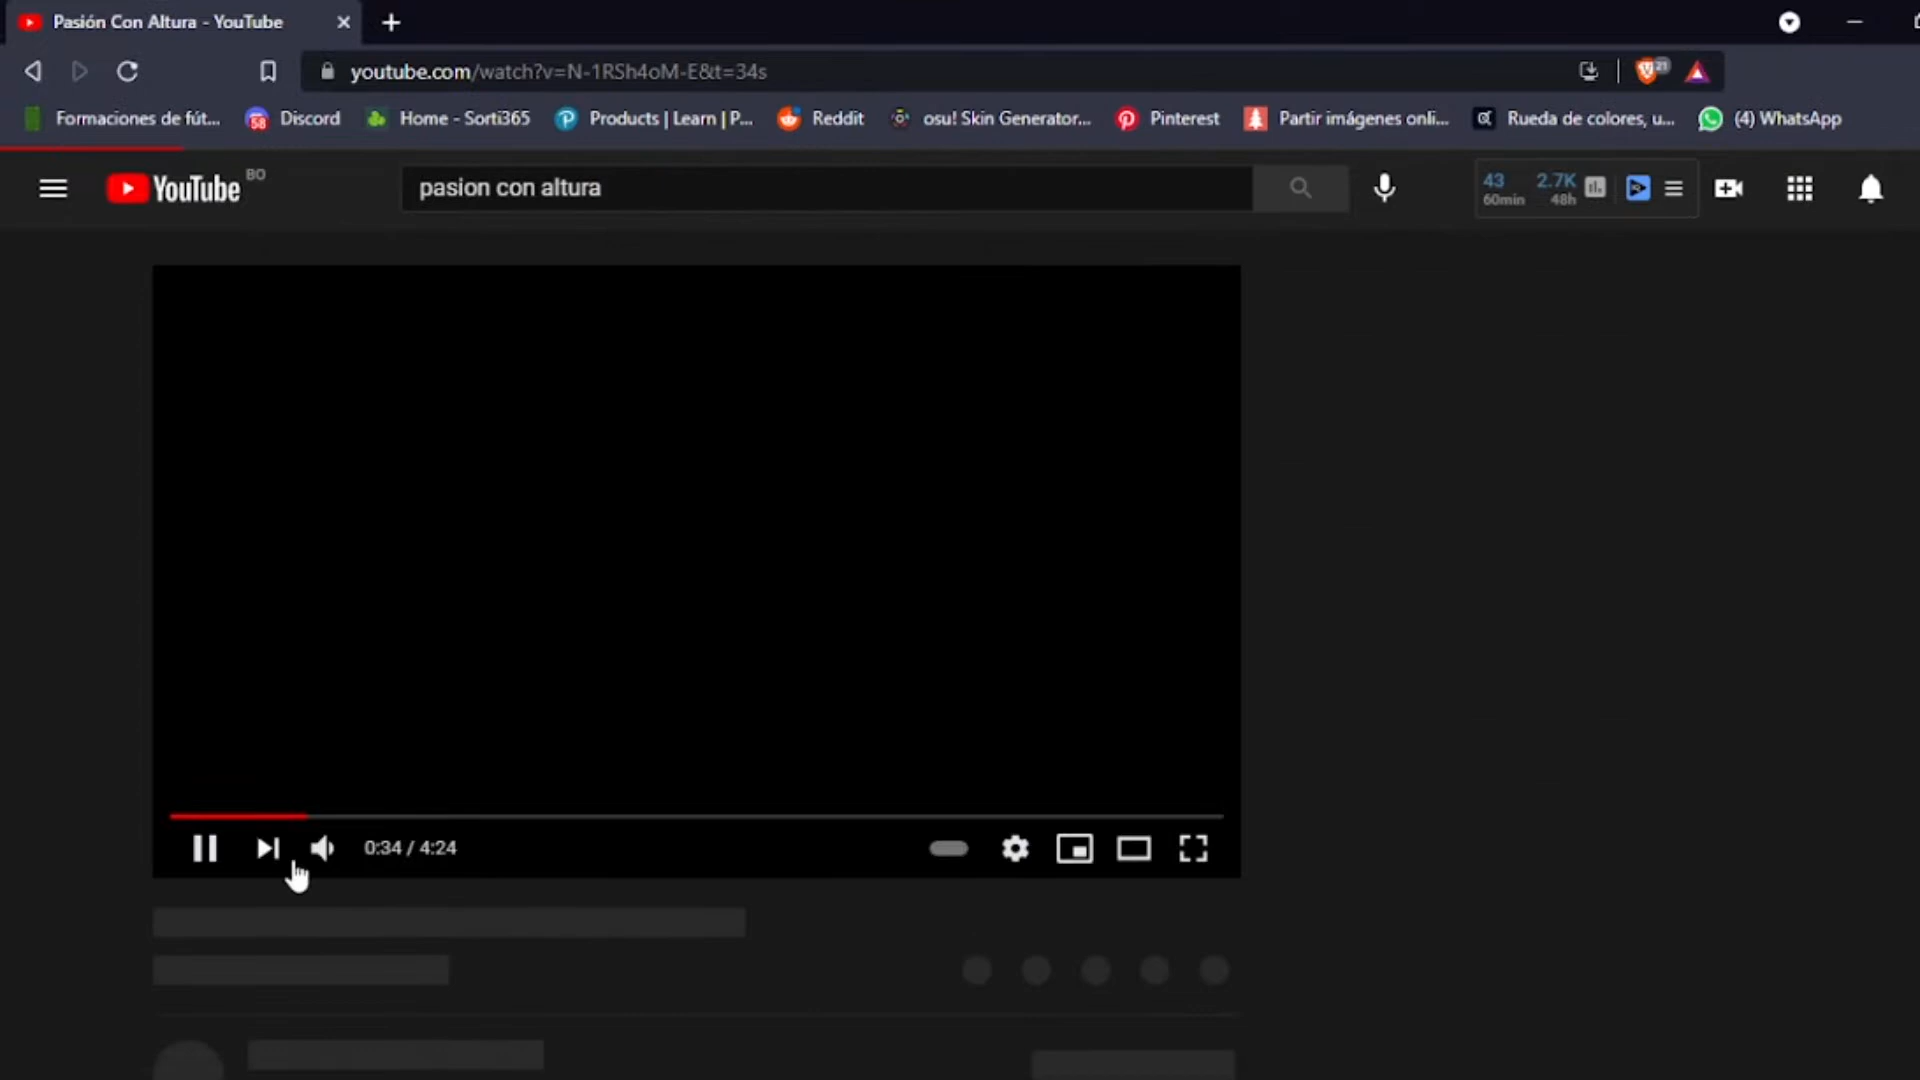 Pasión Con Altura - YouTube
youtube.com/watch?v=N-1RSh4oM-E&t=34s
21
Formaciones de fút...
58
Discord
Home - Sorti365
Products | Learn | P...
Reddit
osu! Skin Generator...
Pinterest
Partir imágenes onli...
Rueda de colores, u...
(4) WhatsApp
YouTube BO
pasion con altura
43 2.7K
60min 48h
0:34 / 4:24